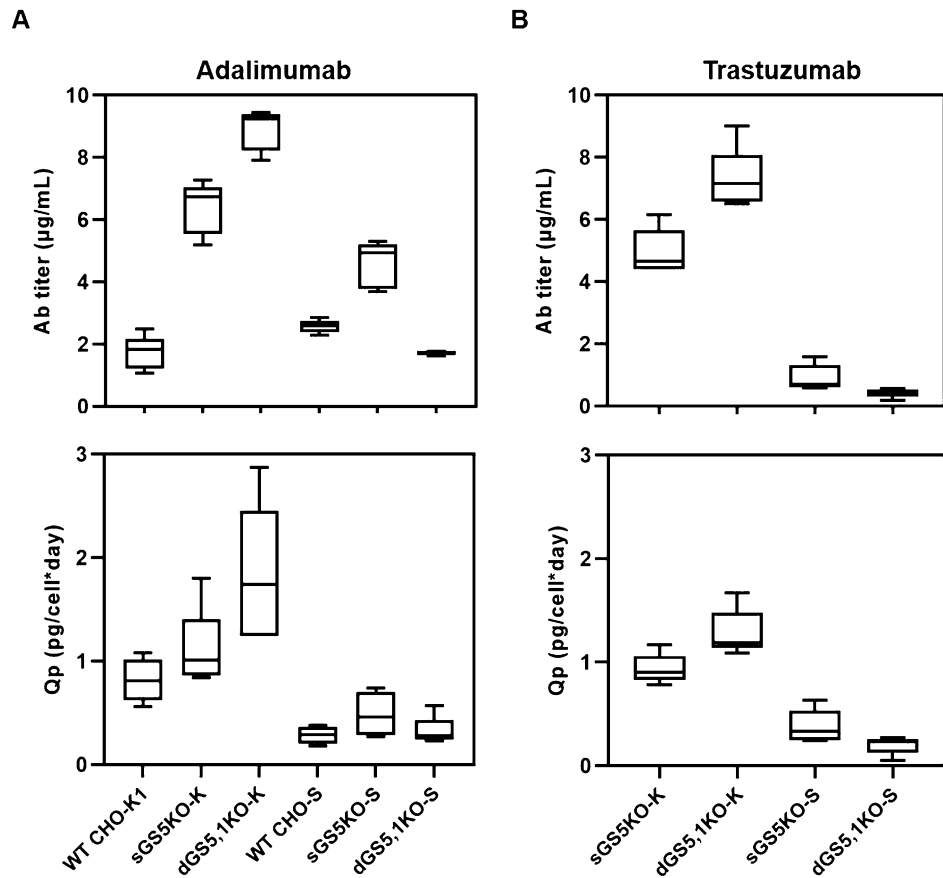 A
B
Adalimumab
Trastuzumab
Ab titer (µg/mL)
10
8
6
4
2
0
Ab titer (µg/mL)
10
8
6
4
2
0
Qp (pg/cell*day)
3
2
1
0
WT CHO-K1
sGS5KO-K
dGS5,1KO-K
WT CHO-S
sGS5KO-S
dGS5,1KO-S
Qp (pg/cell*day)
3
2
1
0
sGS5KO-K
dGS5,1KO-K
sGS5KO-S
dGS5,1KO-S